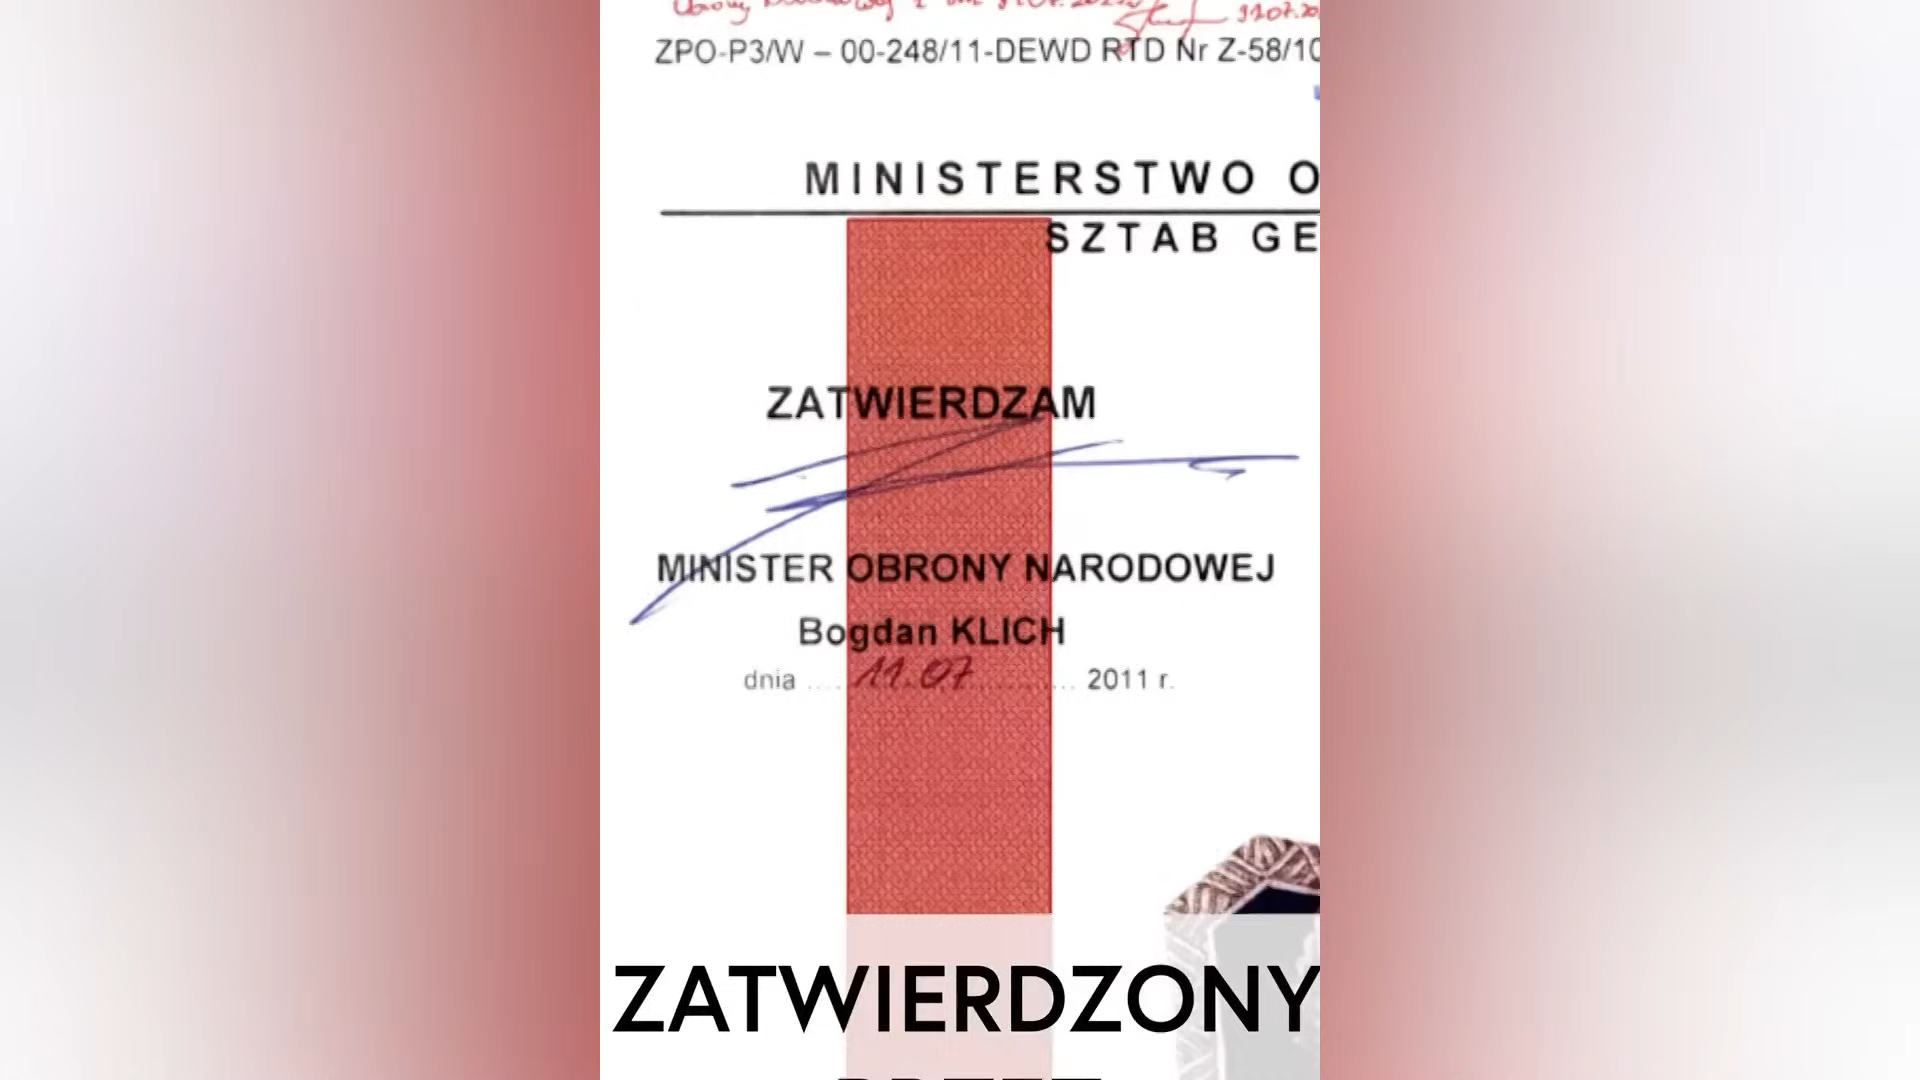 ZPO-P3/W – 00-248/11-DEWD RTD Nr Z-58/10
MINISTERSTWO O
SZTAB GE
ZATWIERDZAM
MINISTER OBRONY NARODOWEJ
Bogdan KLICH
dnia .... 11.07 .............. 2011 r.
ZATWIERDZONY